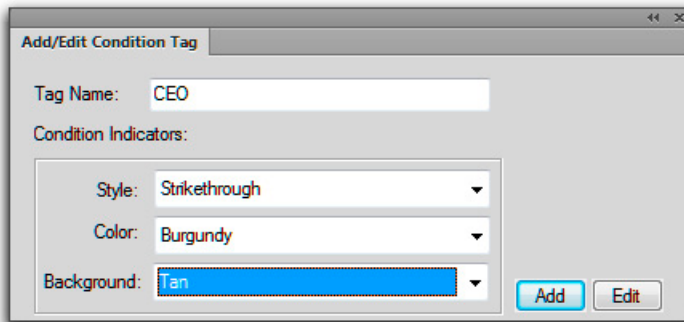 Add/Edit Condition Tag
Tag Name: CEO
Condition Indicators:
Style: Strikethrough
Color: Burgundy
Background: Tan
Add Edit